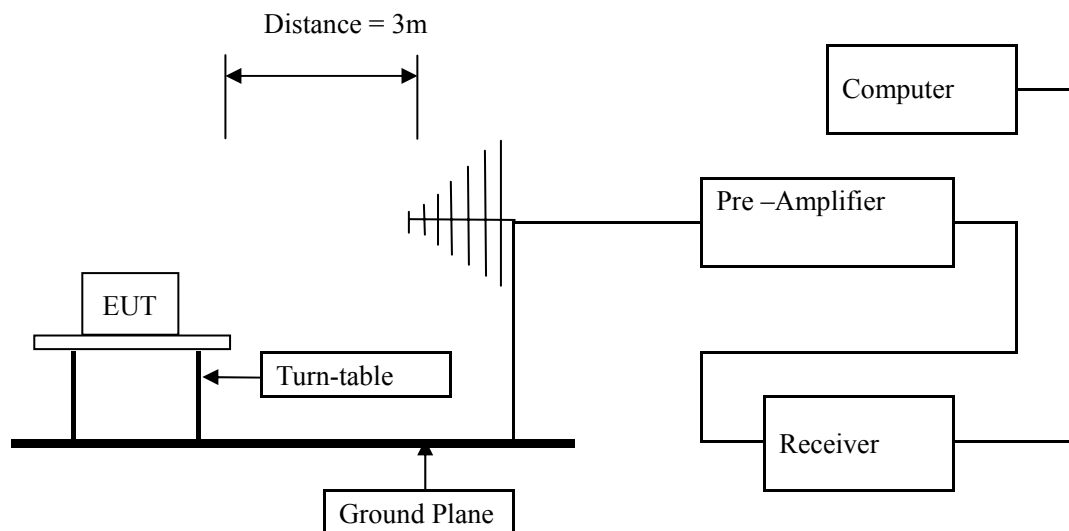 Distance = 3m
Computer
Pre –Amplifier
EUT
Turn-table
Receiver
Ground Plane